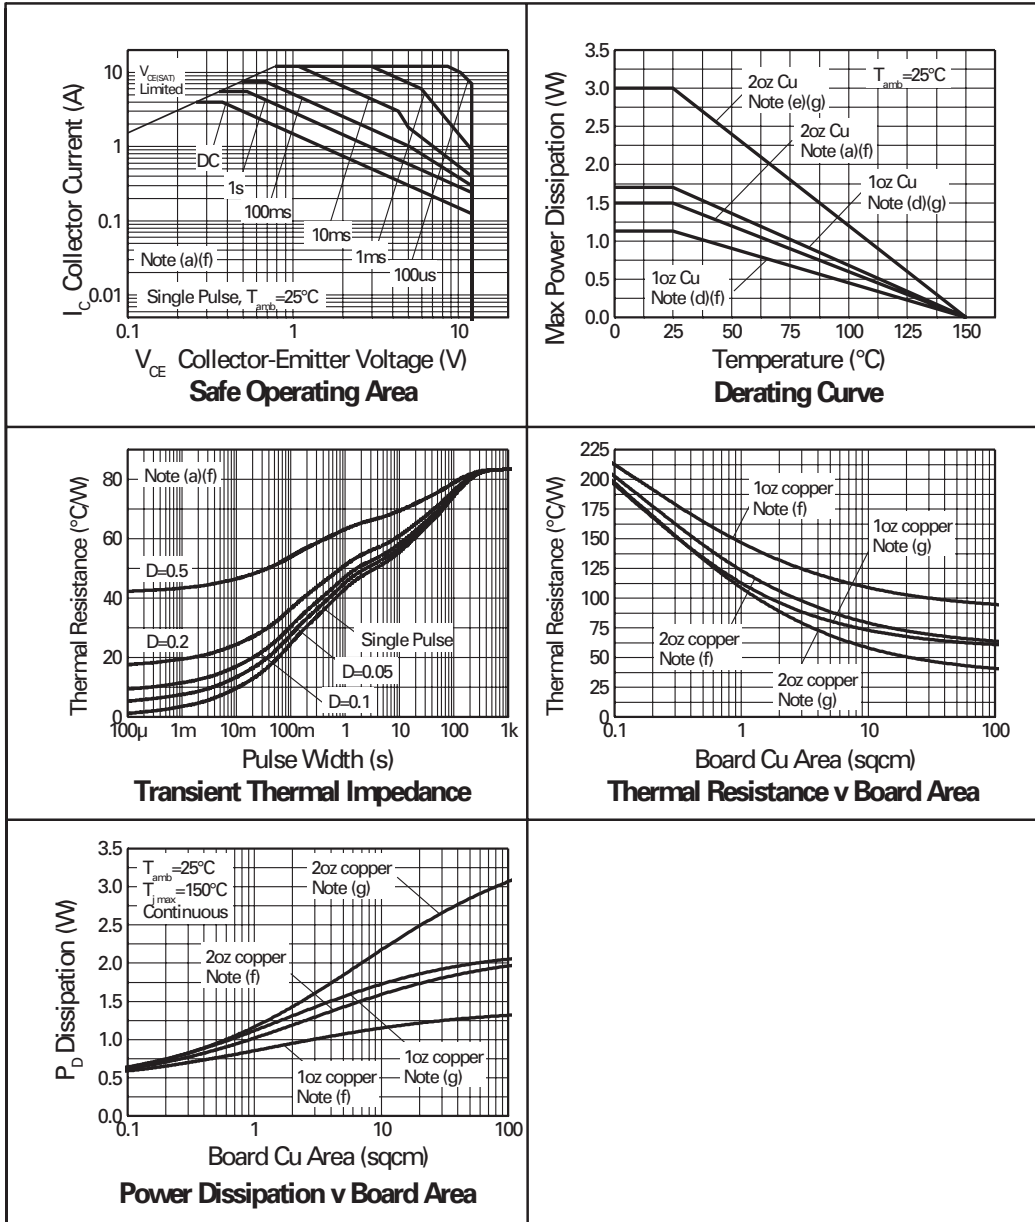 10
1
0.1
0.01
0.1
1
10
V_CE(SAT)
Limited
DC
1s
100ms
10ms
1ms
100us
Note (a)(f)
Single Pulse, T_amb=25°C
I_C Collector Current (A)
V_CE Collector-Emitter Voltage (V)
Safe Operating Area
3.5
3.0
2.5
2.0
1.5
1.0
0.5
0.0
0
25
50
75
100
125
150
T_amb=25°C
2oz Cu
Note (e)(g)
2oz Cu
Note (a)(f)
1oz Cu
Note (d)(g)
1oz Cu
Note (d)(f)
Max Power Dissipation (W)
Temperature (°C)
Derating Curve
80
60
40
20
0
100µ
1m
10m
100m
1
10
100
1k
Note (a)(f)
D=0.5
D=0.2
Single Pulse
D=0.05
D=0.1
Thermal Resistance (°C/W)
Pulse Width (s)
Transient Thermal Impedance
225
200
175
150
125
100
75
50
25
0
0.1
1
10
100
1oz copper
Note (f)
1oz copper
Note (g)
2oz copper
Note (f)
2oz copper
Note (g)
Thermal Resistance (°C/W)
Board Cu Area (sqcm)
Thermal Resistance v Board Area
3.5
3.0
2.5
2.0
1.5
1.0
0.5
0.0
0.1
1
10
100
T_amb=25°C
T_j max=150°C
Continuous
2oz copper
Note (g)
2oz copper
Note (f)
1oz copper
Note (g)
1oz copper
Note (f)
P_D Dissipation (W)
Board Cu Area (sqcm)
Power Dissipation v Board Area